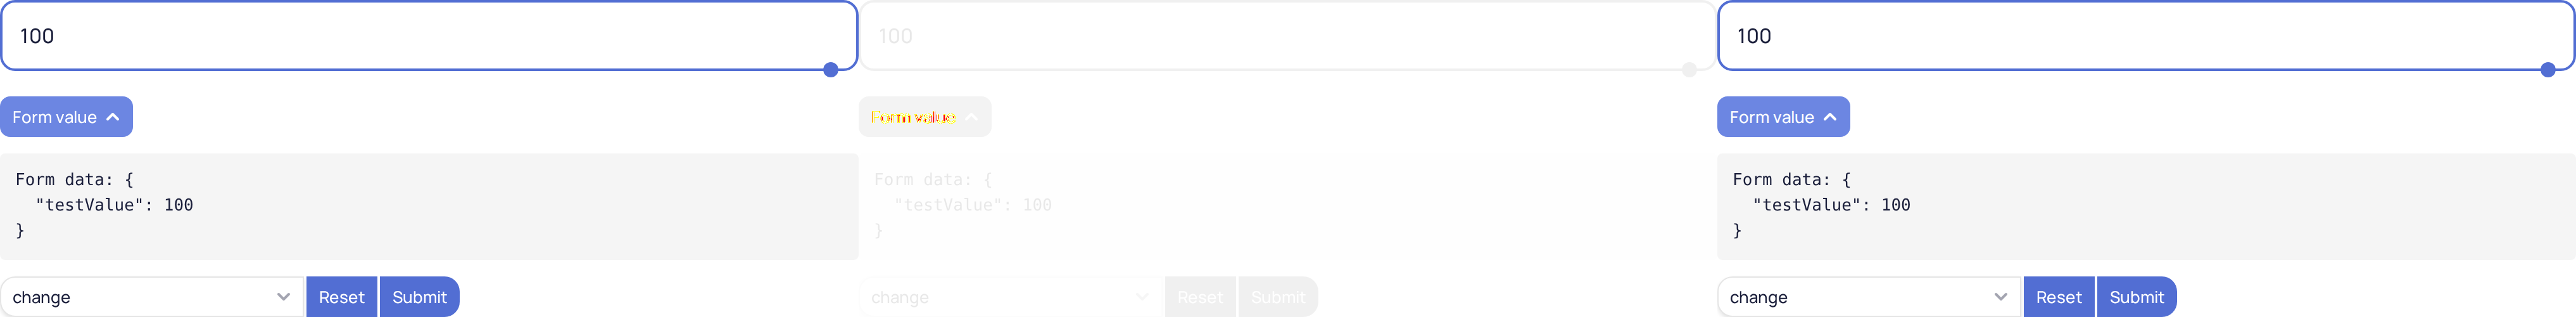 100
Form value
Form data: {
  "testValue": 100
}
change
Reset
Submit
100
Form value
Form data: {
  "testValue": 100
}
change
Reset
Submit
100
Form value
Form data: {
  "testValue": 100
}
change
Reset
Submit